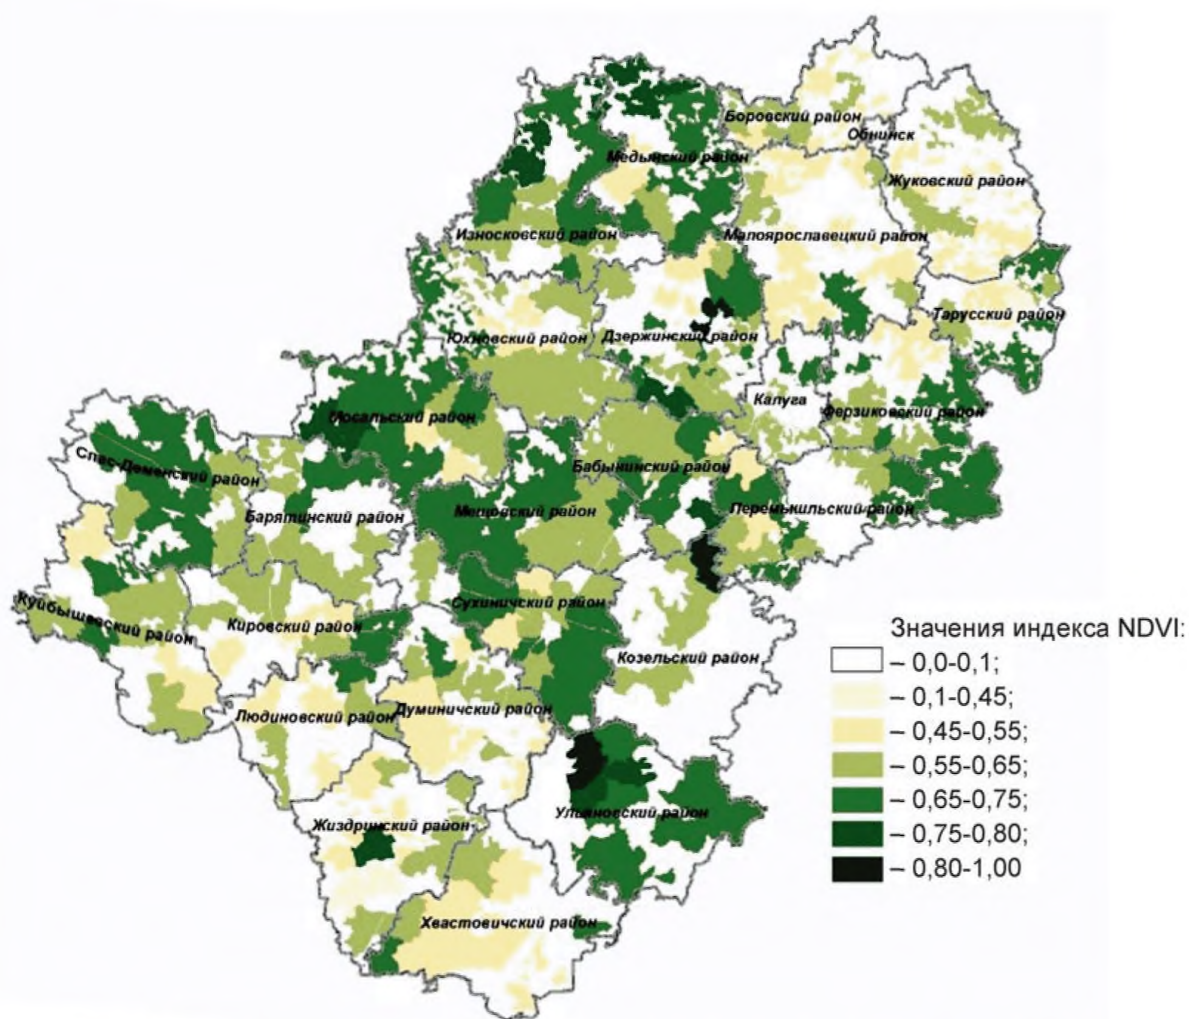 Боровский район
Обнинск
Медынский район
Жуковский район
Износковский район
Малоярославецкий район
Тарусский район
Юхновский район
Дзержинский район
Калуга
Ферзиковский район
Мосальский район
Спас-Деменский район
Бабынинский район
Барятинский район
Мещовский район
Перемышльский район
Куйбышевский район
Кировский район
Сухиничский район
Козельский район
Людиновский район
Думиничский район
Ульяновский район
Жиздринский район
Хвастовичский район
Значения индекса NDVI:
– 0,0-0,1;
– 0,1-0,45;
– 0,45-0,55;
– 0,55-0,65;
– 0,65-0,75;
– 0,75-0,80;
– 0,80-1,00